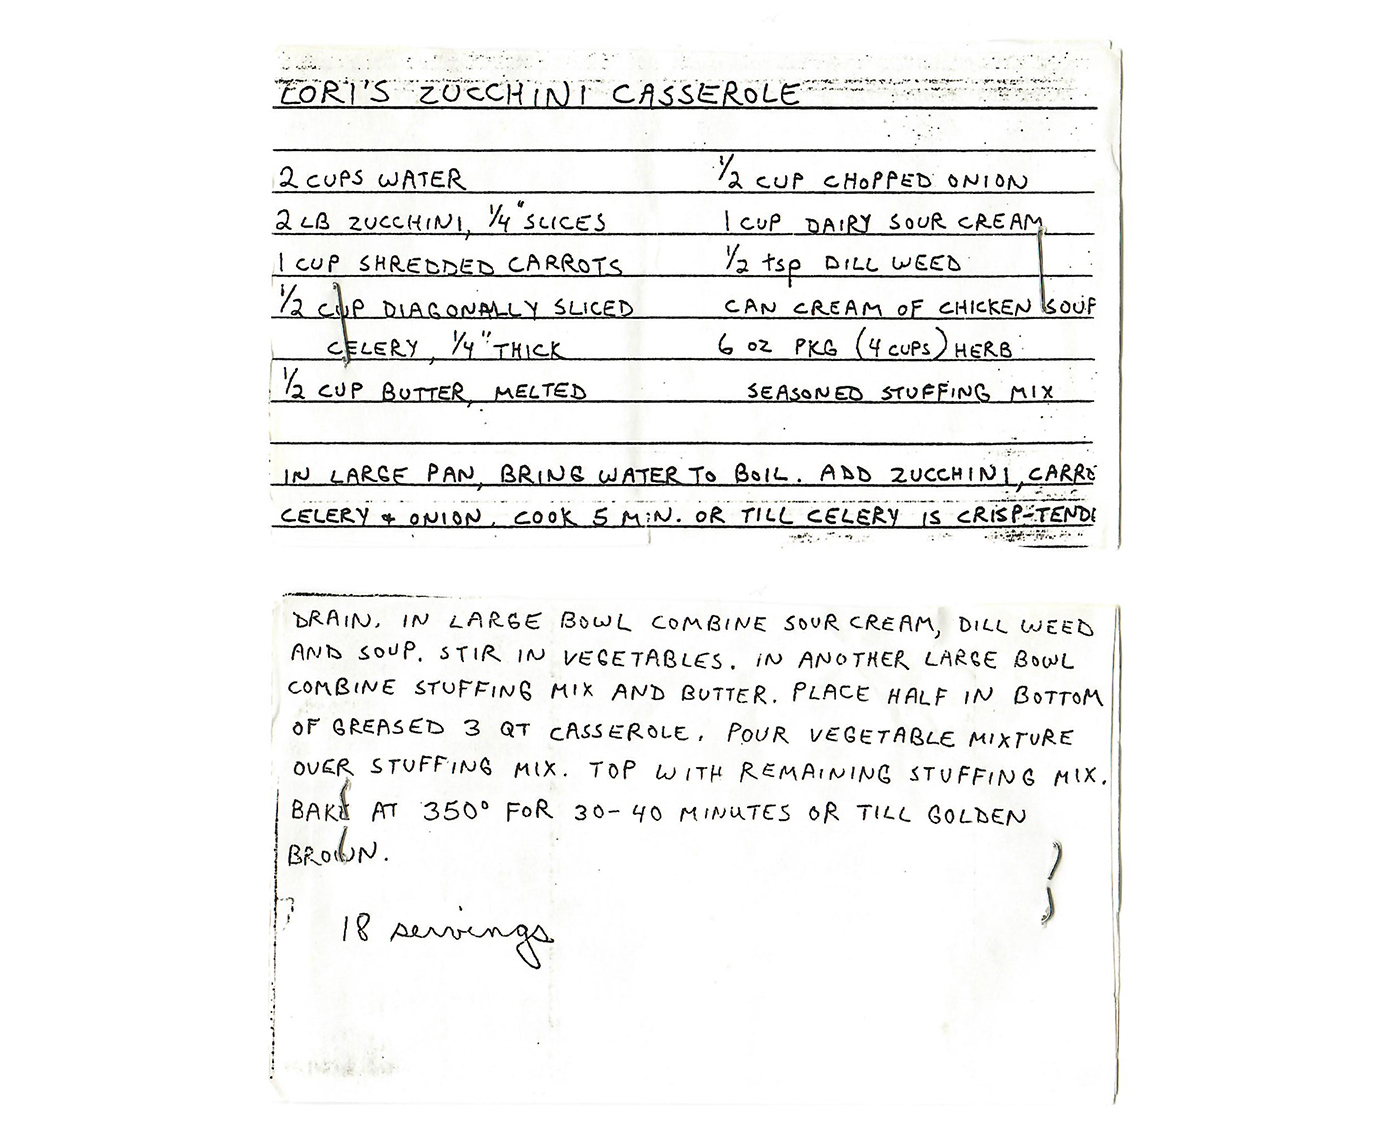 LORI'S ZUCCHINI CASSEROLE
2 CUPS WATER
2 LB ZUCCHINI, 1/4" SLICES
1 CUP SHREDDED CARROTS
1/2 CUP DIAGONALLY SLICED
CELERY, 1/4" THICK
1/2 CUP BUTTER, MELTED
1/2 CUP CHOPPED ONION
1 CUP DAIRY SOUR CREAM
1/2 tsp DILL WEED
CAN CREAM OF CHICKEN SOUP
6 OZ PKG (4 CUPS) HERB
SEASONED STUFFING MIX
IN LARGE PAN, BRING WATER TO BOIL. ADD ZUCCHINI, CARRO
CELERY & ONION. COOK 5 MIN. OR TILL CELERY IS CRISP-TENDE
DRAIN. IN LARGE BOWL COMBINE SOUR CREAM, DILL WEED
AND SOUP. STIR IN VEGETABLES. IN ANOTHER LARGE BOWL
COMBINE STUFFING MIX AND BUTTER. PLACE HALF IN BOTTOM
OF GREASED 3 QT CASSEROLE. POUR VEGETABLE MIXTURE
OVER STUFFING MIX. TOP WITH REMAINING STUFFING MIX.
BAKE AT 350° FOR 30-40 MINUTES OR TILL GOLDEN
BROWN.
18 servings